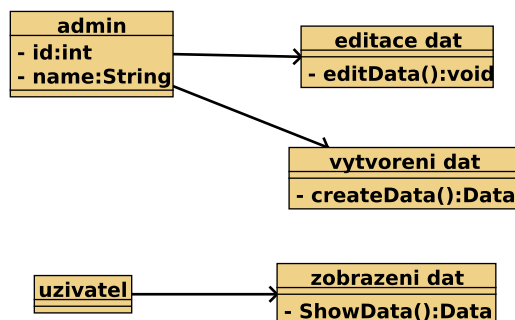 admin
- id:int
- name:String
editace dat
- editData():void
vytvoreni dat
- createData():Data
uzivatel
zobrazeni dat
- ShowData():Data